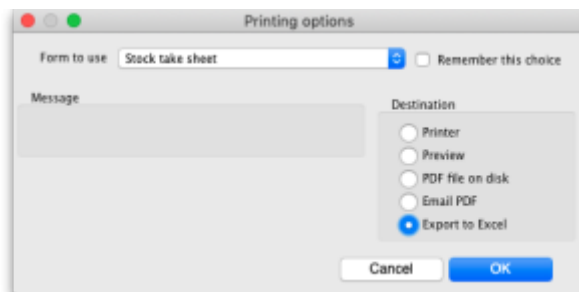 Printing options
Form to use Stock take sheet Remember this choice
Message
Destination
Printer
Preview
PDF file on disk
Email PDF
Export to Excel
Cancel OK